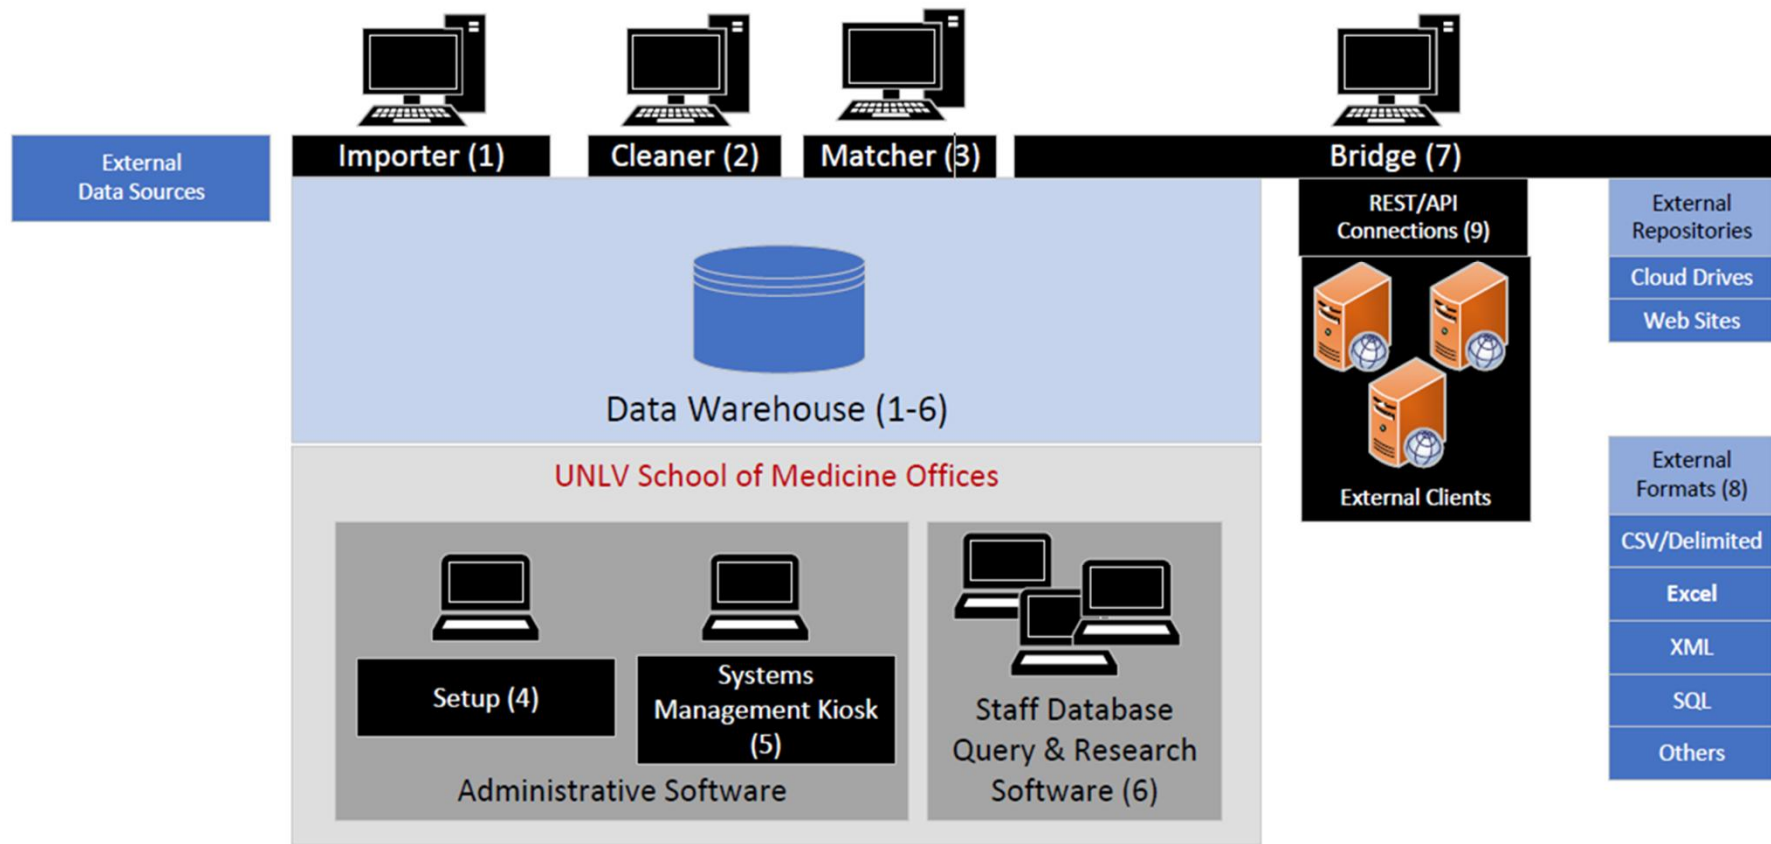 Importer (1)
Cleaner (2)
Matcher (3)
Bridge (7)
External
Data Sources
REST/API
Connections (9)
External
Repositories
Cloud Drives
Web Sites
Data Warehouse (1-6)
External Clients
UNLV School of Medicine Offices
External
Formats (8)
CSV/Delimited
Excel
XML
SQL
Others
Setup (4)
Systems
Management Kiosk
(5)
Administrative Software
Staff Database
Query & Research
Software (6)